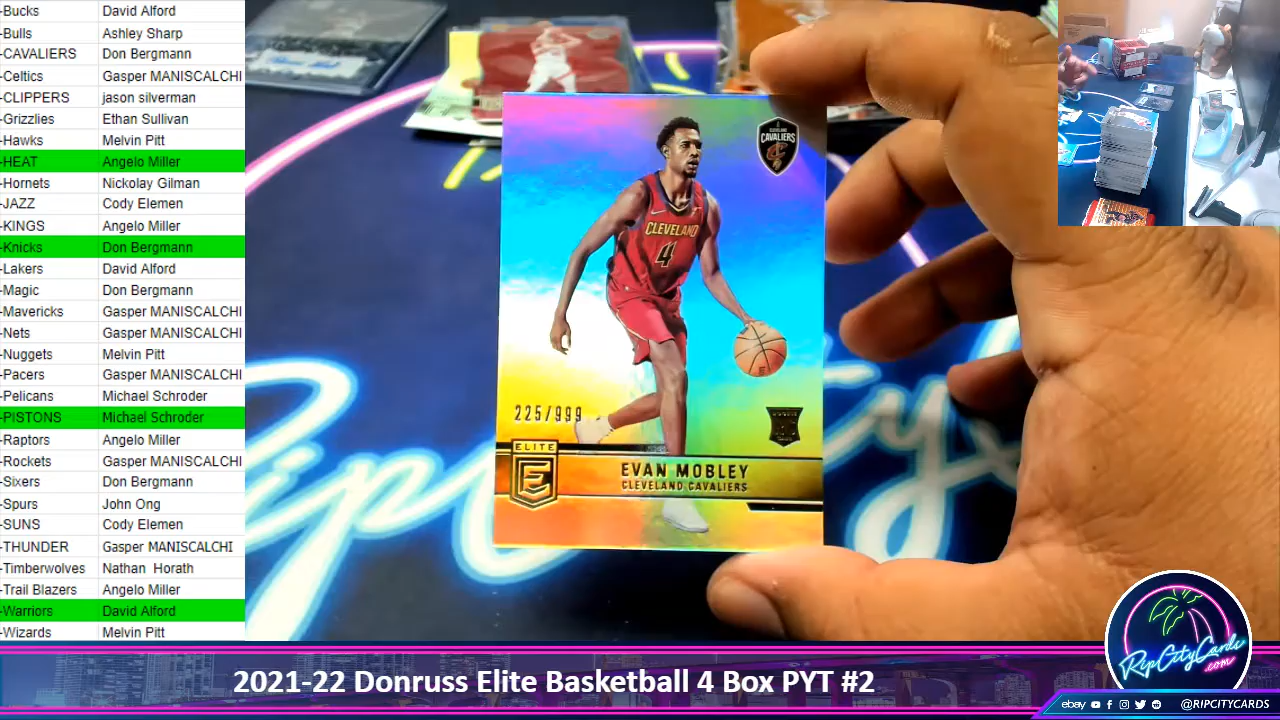 -Bucks David Alford
-Bulls Ashley Sharp
-CAVALIERS Don Bergmann
-Celtics Gasper MANISCALCHI
-CLIPPERS jason silverman
-Grizzlies Ethan Sullivan
-Hawks Melvin Pitt
-HEAT Angelo Miller
-Hornets Nickolay Gilman
-JAZZ Cody Elemen
-KINGS Angelo Miller
-Knicks Don Bergmann
-Lakers David Alford
-Magic Don Bergmann
-Mavericks Gasper MANISCALCHI
-Nets Gasper MANISCALCHI
-Nuggets Melvin Pitt
-Pacers Gasper MANISCALCHI
-Pelicans Michael Schroder
-PISTONS Michael Schroder
-Raptors Angelo Miller
-Rockets Gasper MANISCALCHI
-Sixers Don Bergmann
-Spurs John Ong
-SUNS Cody Elemen
-THUNDER Gasper MANISCALCHI
-Timberwolves Nathan Horath
-Trail Blazers Angelo Miller
-Warriors David Alford
-Wizards Melvin Pitt
CAVALIERS
CLEVELAND
4
225/999
ELITE
E
EVAN MOBLEY
CLEVELAND CAVALIERS
2021-22 Donruss Elite Basketball 4 Box PYT #2
RipCityCards
.com
ebay @RIPCITYCARDS